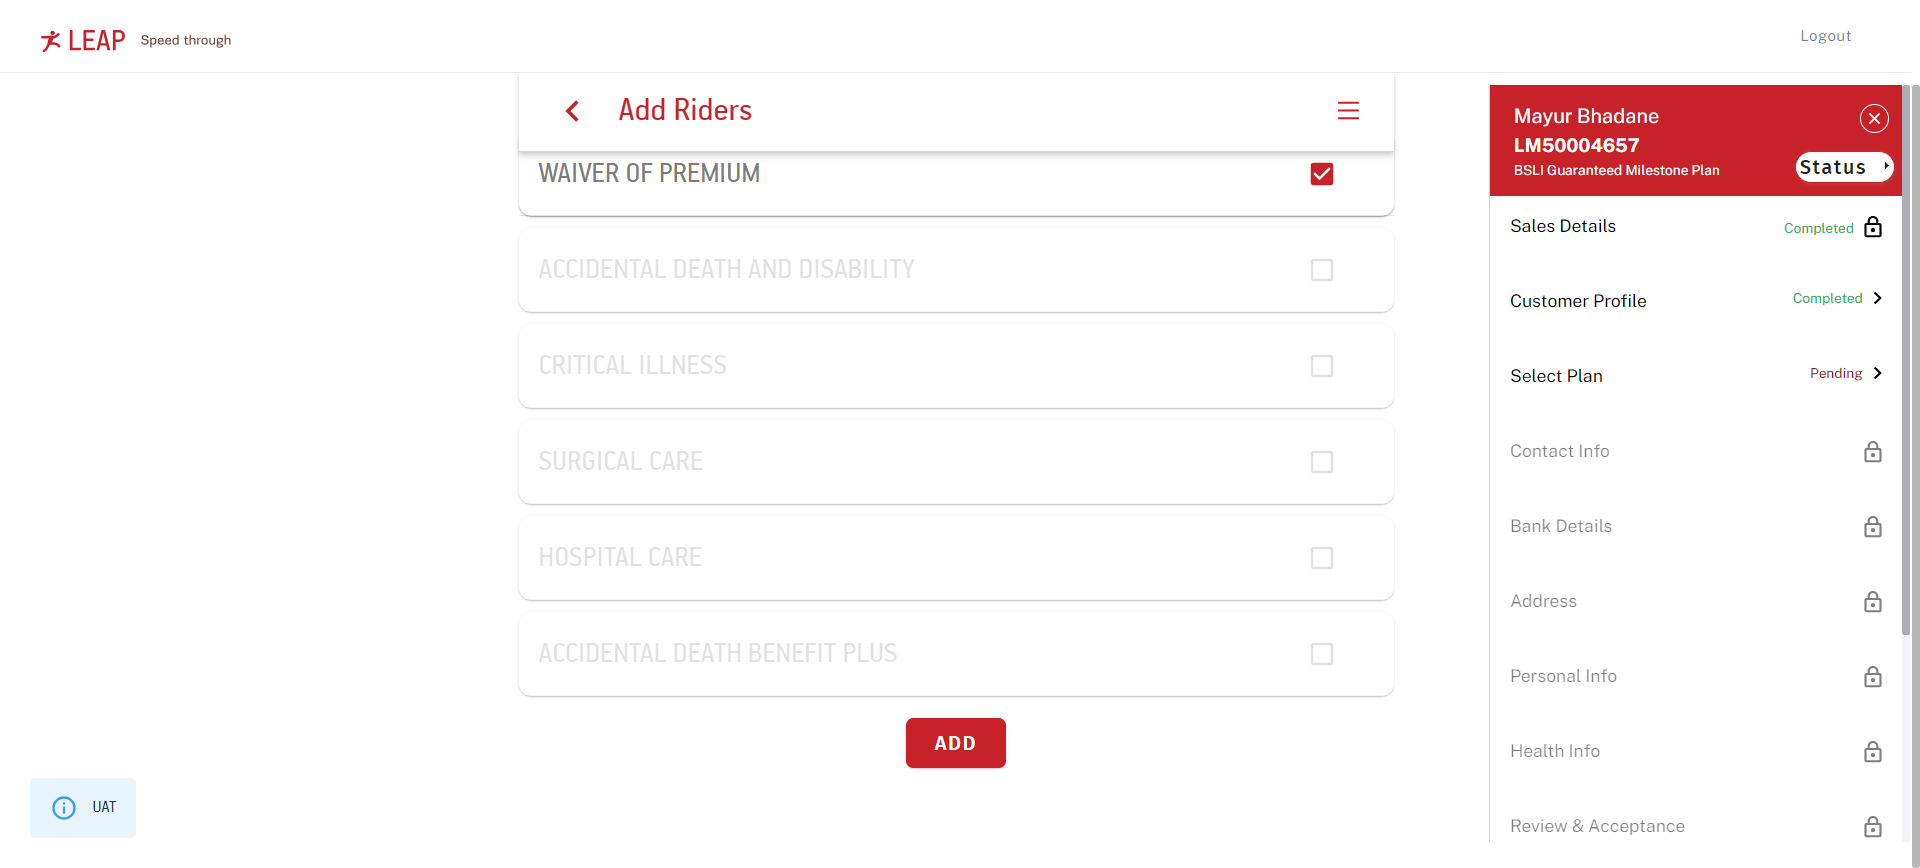 LEAP Speed through
Logout
Add Riders
WAIVER OF PREMIUM
ACCIDENTAL DEATH AND DISABILITY
CRITICAL ILLNESS
SURGICAL CARE
HOSPITAL CARE
ACCIDENTAL DEATH BENEFIT PLUS
ADD
UAT
Mayur Bhadane
LM50004657
BSLI Guaranteed Milestone Plan
Status
Sales Details Completed
Customer Profile Completed
Select Plan Pending
Contact Info
Bank Details
Address
Personal Info
Health Info
Review & Acceptance